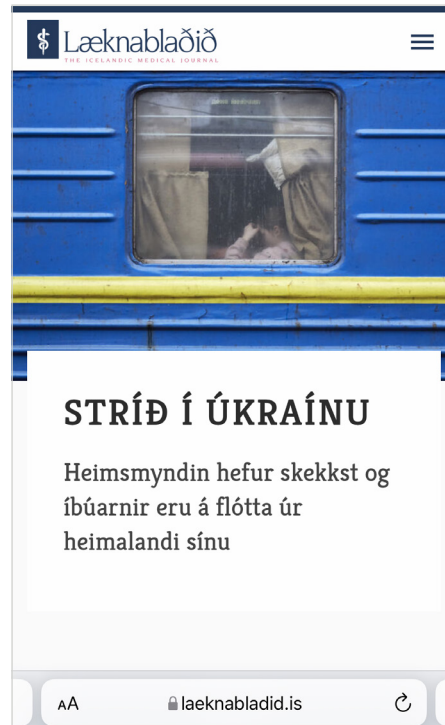 Læknablaðið
THE ICELANDIC MEDICAL JOURNAL
STRÍÐ Í ÚKRAÍNU
Heimsmyndin hefur skekkst og
íbúarnir eru á flótta úr
heimalandi sínu
AA
laeknabladid.is